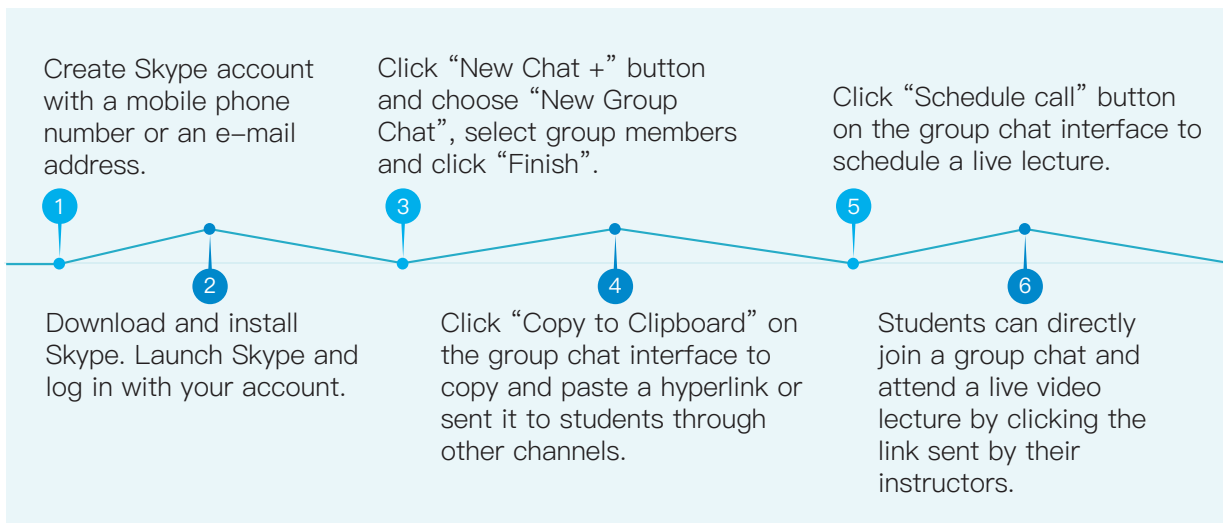 Create Skype account
with a mobile phone
number or an e-mail
address.
1
2
Download and install
Skype. Launch Skype and
log in with your account.
Click “New Chat +” button
and choose “New Group
Chat”, select group members
and click “Finish”.
3
4
Click “Copy to Clipboard” on
the group chat interface to
copy and paste a hyperlink or
sent it to students through
other channels.
Click “Schedule call” button
on the group chat interface to
schedule a live lecture.
5
6
Students can directly
join a group chat and
attend a live video
lecture by clicking the
link sent by their
instructors.